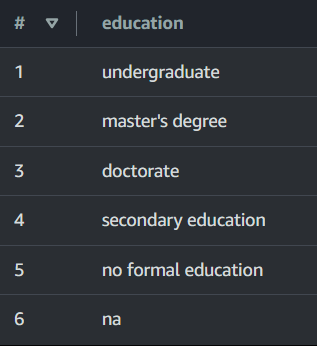 # education
1 undergraduate
2 master's degree
3 doctorate
4 secondary education
5 no formal education
6 na